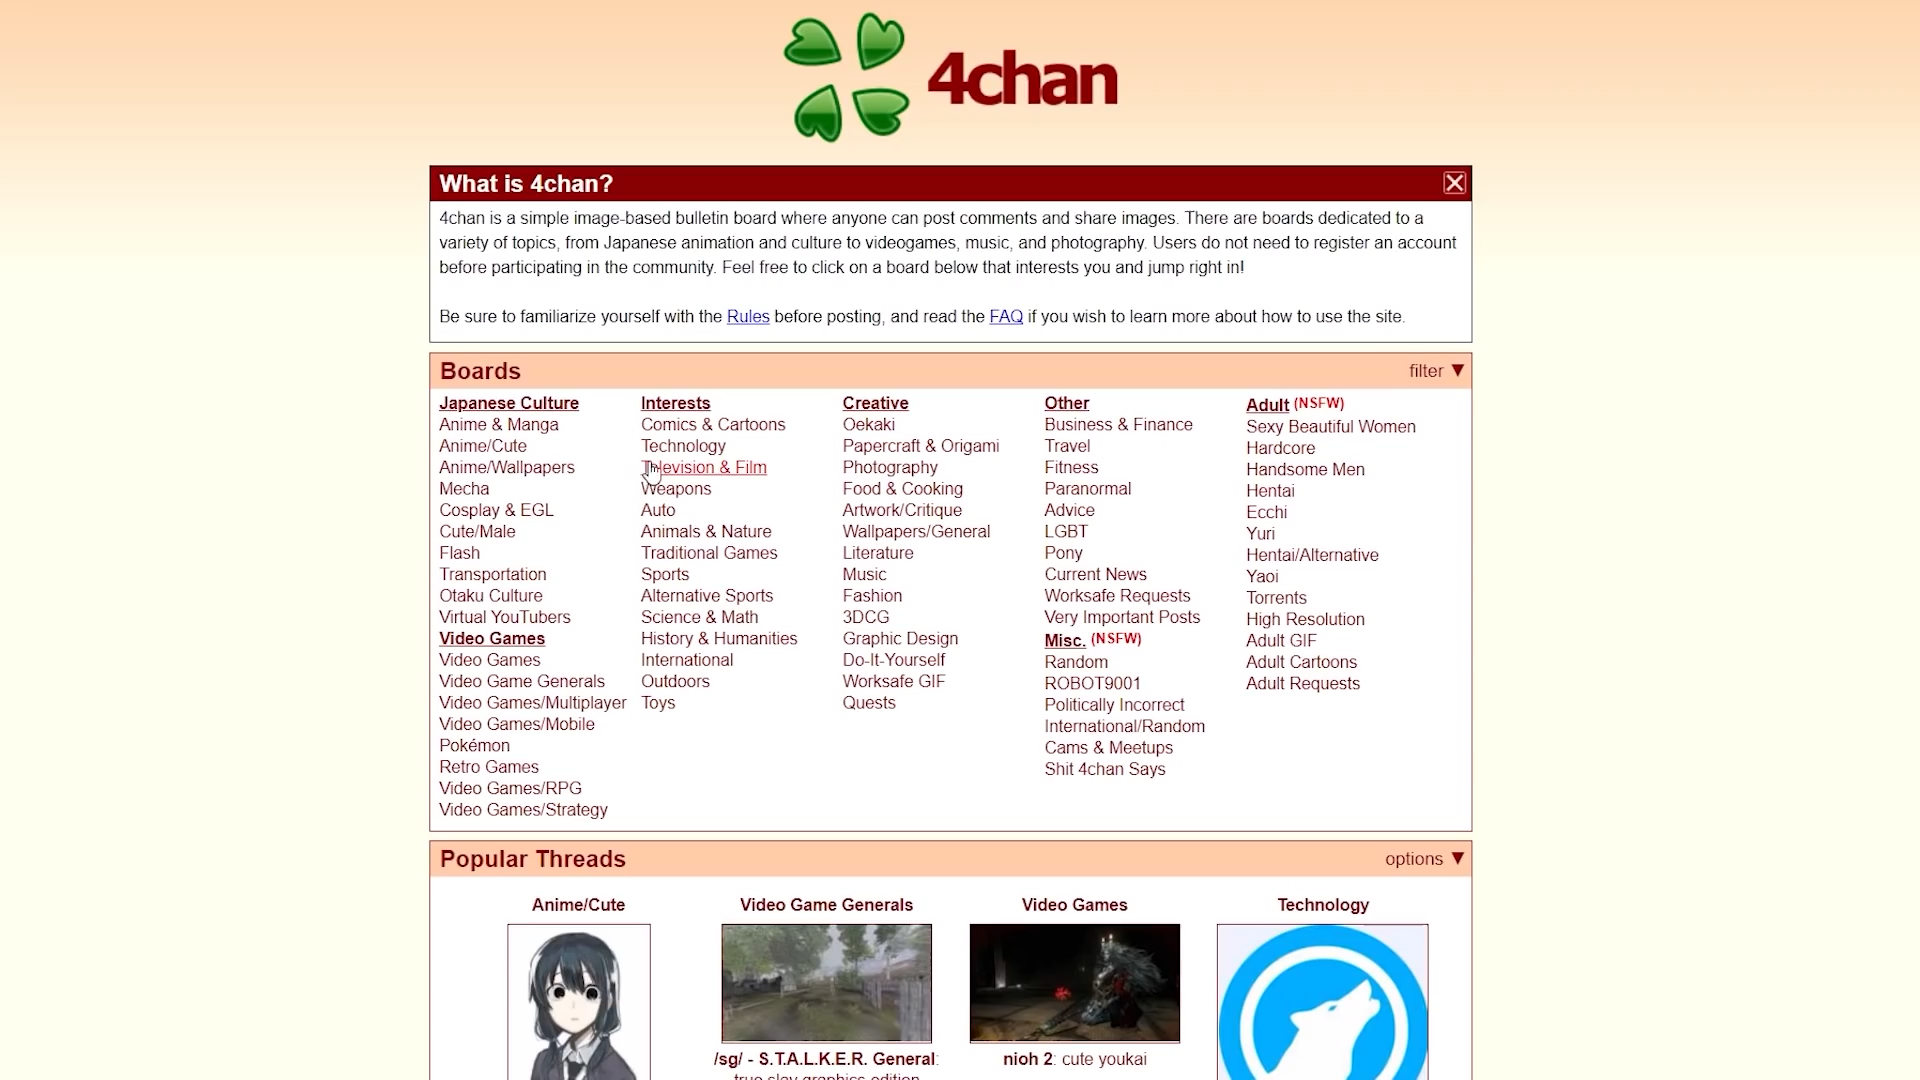 4chan
What is 4chan?
4chan is a simple image-based bulletin board where anyone can post comments and share images. There are boards dedicated to a
variety of topics, from Japanese animation and culture to videogames, music, and photography. Users do not need to register an account
before participating in the community. Feel free to click on a board below that interests you and jump right in!
Be sure to familiarize yourself with the Rules before posting, and read the FAQ if you wish to learn more about how to use the site.
Boards
filter ▼
Japanese Culture
Anime & Manga
Anime/Cute
Anime/Wallpapers
Mecha
Cosplay & EGL
Cute/Male
Flash
Transportation
Otaku Culture
Virtual YouTubers
Video Games
Video Games
Video Game Generals
Video Games/Multiplayer
Video Games/Mobile
Pokémon
Retro Games
Video Games/RPG
Video Games/Strategy
Interests
Comics & Cartoons
Technology
Television & Film
Weapons
Auto
Animals & Nature
Traditional Games
Sports
Alternative Sports
Science & Math
History & Humanities
International
Outdoors
Toys
Creative
Oekaki
Papercraft & Origami
Photography
Food & Cooking
Artwork/Critique
Wallpapers/General
Literature
Music
Fashion
3DCG
Graphic Design
Do-It-Yourself
Worksafe GIF
Quests
Other
Business & Finance
Travel
Fitness
Paranormal
Advice
LGBT
Pony
Current News
Worksafe Requests
Very Important Posts
Misc. (NSFW)
Random
ROBOT9001
Politically Incorrect
International/Random
Cams & Meetups
Shit 4chan Says
Adult (NSFW)
Sexy Beautiful Women
Hardcore
Handsome Men
Hentai
Ecchi
Yuri
Hentai/Alternative
Yaoi
Torrents
High Resolution
Adult GIF
Adult Cartoons
Adult Requests
Popular Threads
options ▼
Anime/Cute
Video Game Generals
/sg/ - S.T.A.L.K.E.R. General:
true slav graphics edition
Video Games
nioh 2: cute youkai
Technology